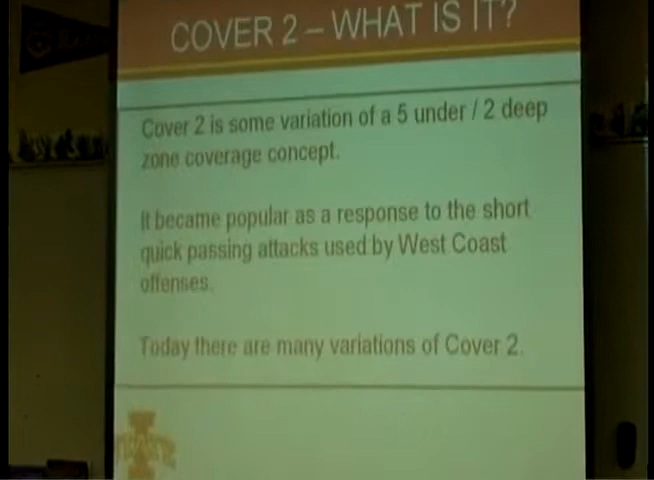 COVER 2 – WHAT IS IT?
Cover 2 is some variation of a 5 under / 2 deep
zone coverage concept.
It became popular as a response to the short
quick passing attacks used by West Coast
offenses.
Today there are many variations of Cover 2.